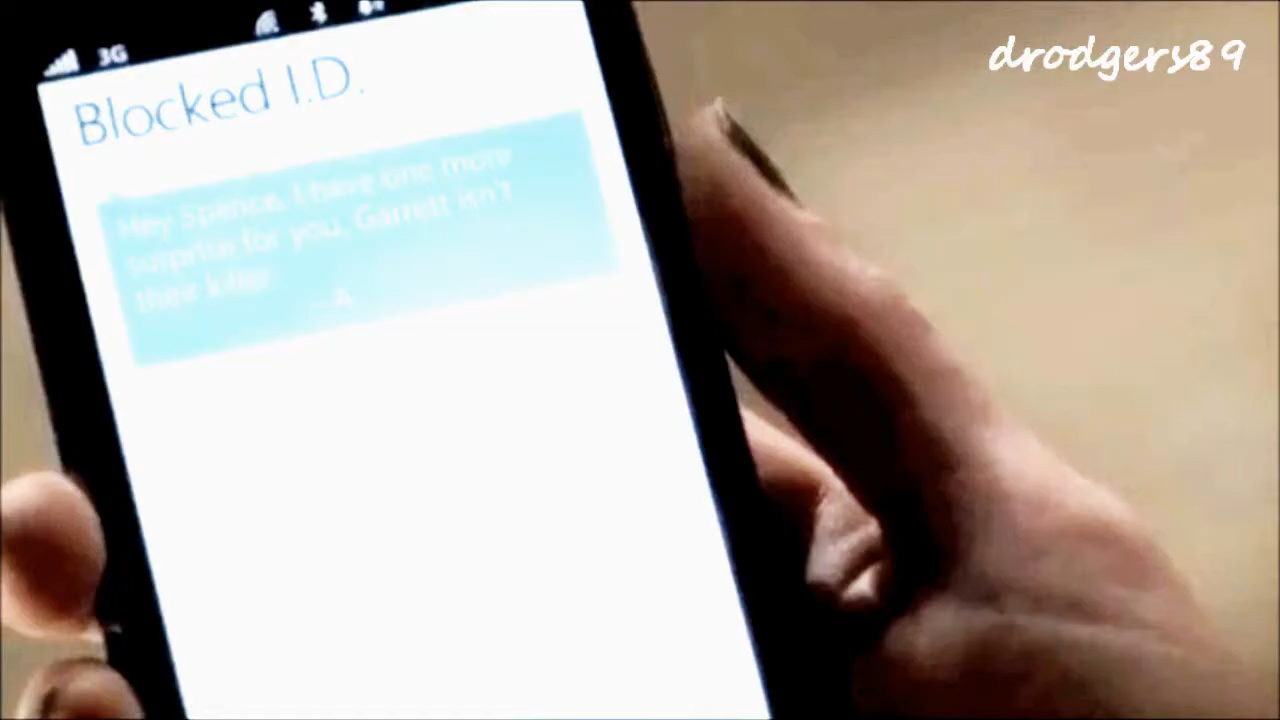 drodgers89
3G
Blocked I.D.
Hey Spence, I have one more
surprise for you. Garrett isn't
their killer.
--A